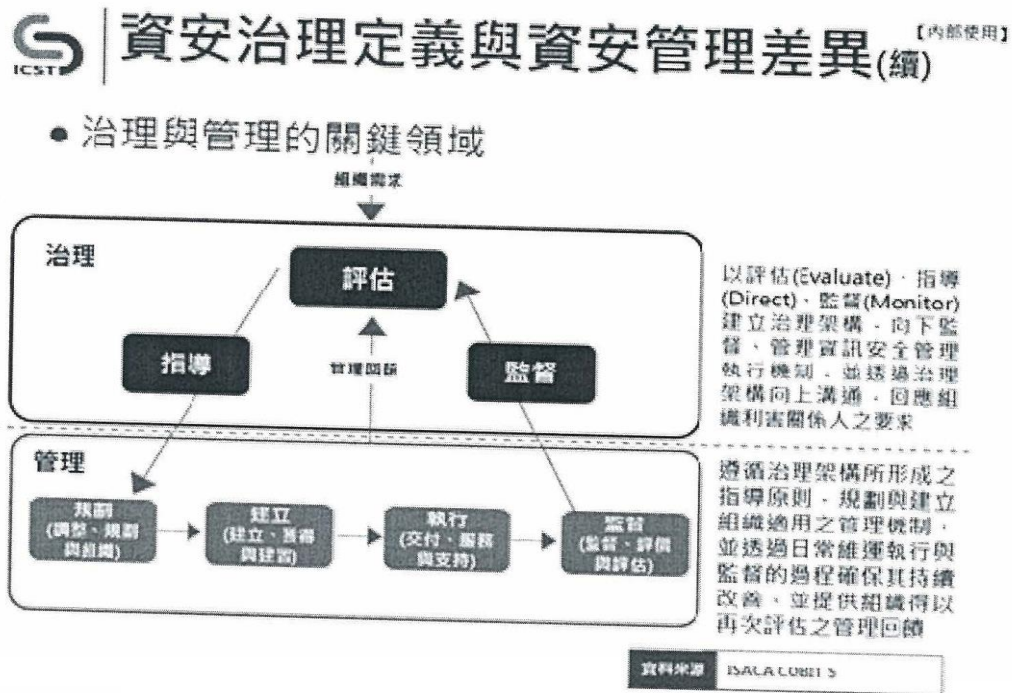 ICST
資安治理定義與資安管理差異(續)
【內部使用】
• 治理與管理的關鍵領域
組織需求
治理
評估
指導
管理回饋
監督
以評估(Evaluate)、指導
(Direct)、監督(Monitor)
建立治理架構，向下監
督、管理資訊安全管理
執行機制，並透過治理
架構向上溝通，回應組
織利害關係人之要求
管理
規劃
(調整、規劃
與組織)
建立
(建立、獲得
與建置)
執行
(交付、服務
與支持)
監督
(監督、評價
與評估)
遵循治理架構所形成之
指導原則，規劃與建立
組織適用之管理機制，
並透過日常維運執行與
監督的過程確保其持續
改善，並提供組織得以
再次評估之管理回饋
資料來源
ISACA COBIT 5